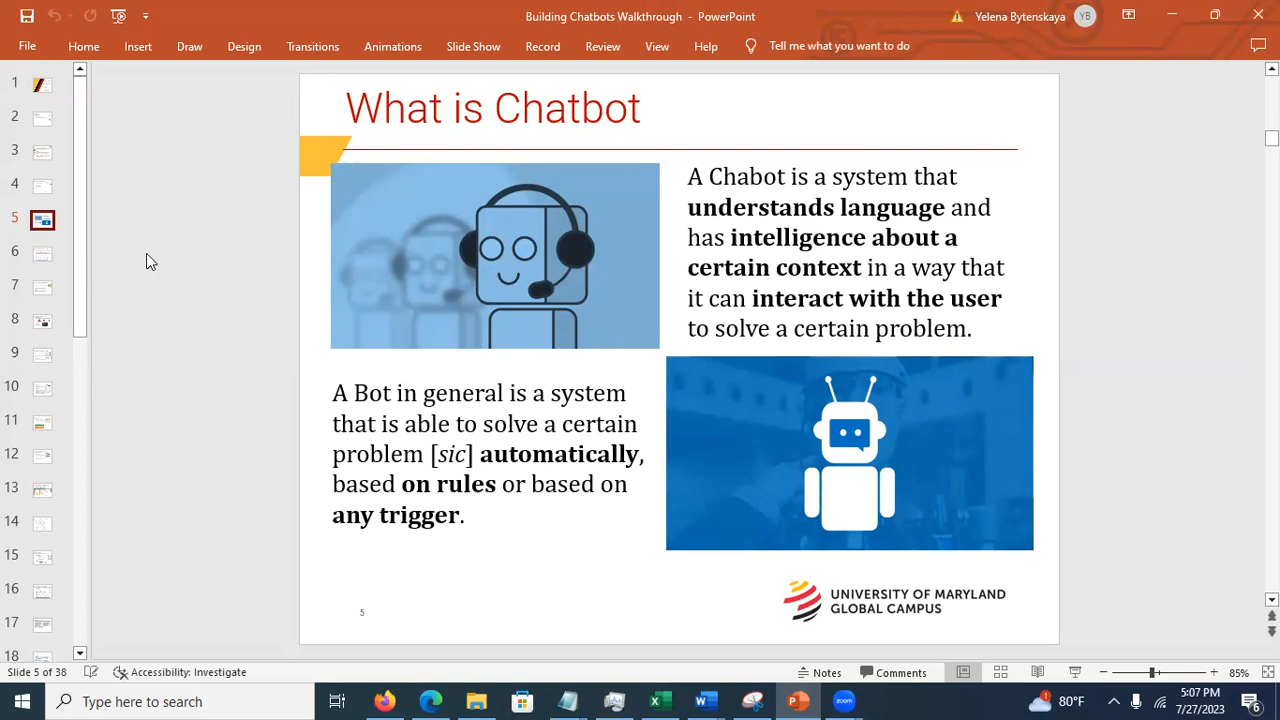 Building Chatbots Walkthrough - PowerPoint
Yelena Bytenskaya
YB
File
Home
Insert
Draw
Design
Transitions
Animations
Slide Show
Record
Review
View
Help
Tell me what you want to do
1
2
3
4
5
6
7
8
9
10
11
12
13
14
15
16
17
18
What is Chatbot
A Chabot is a system that
understands language and
has intelligence about a
certain context in a way that
it can interact with the user
to solve a certain problem.
A Bot in general is a system
that is able to solve a certain
problem [sic] automatically,
based on rules or based on
any trigger.
5
UNIVERSITY OF MARYLAND
GLOBAL CAMPUS
Slide 5 of 38
Accessibility: Investigate
Notes
Comments
85%
Type here to search
zoom
1
80°F
5:07 PM
7/27/2023
6